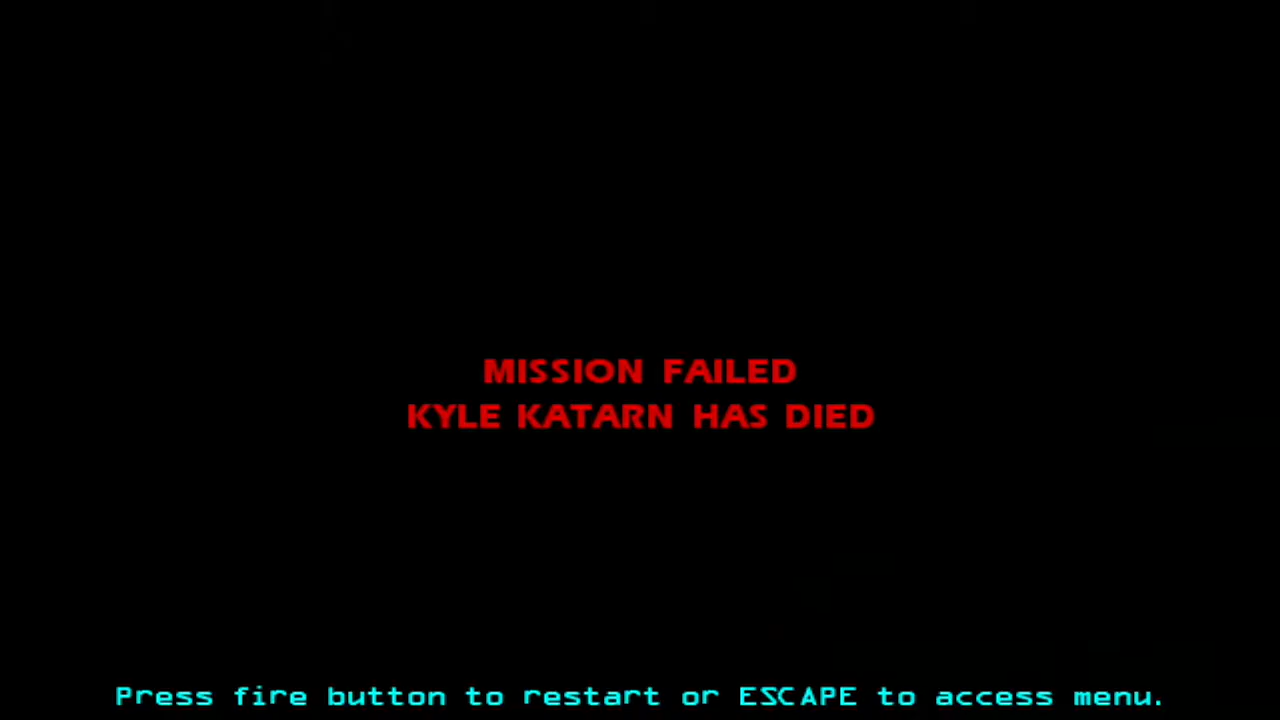 MISSION FAILED
KYLE KATARN HAS DIED
Press fire button to restart or ESCAPE to access menu.